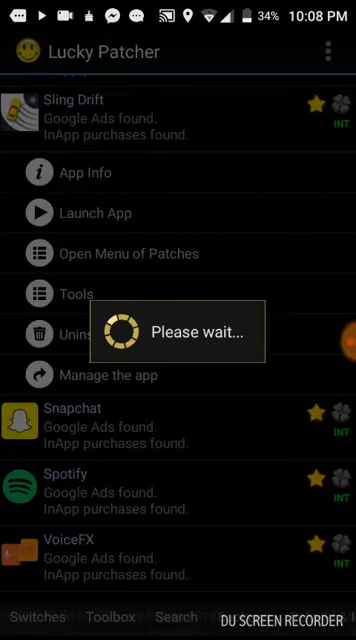 34% 10:08 PM
Lucky Patcher
Sling Drift
Google Ads found.
InApp purchases found.
INT
App Info
Launch App
Open Menu of Patches
Tools
Unins
Please wait...
Manage the app
Snapchat
Google Ads found.
InApp purchases found.
INT
Spotify
Google Ads found.
InApp purchases found.
INT
VoiceFX
Google Ads found.
InApp purchases found.
INT
Switches Toolbox Search
DU SCREEN RECORDER